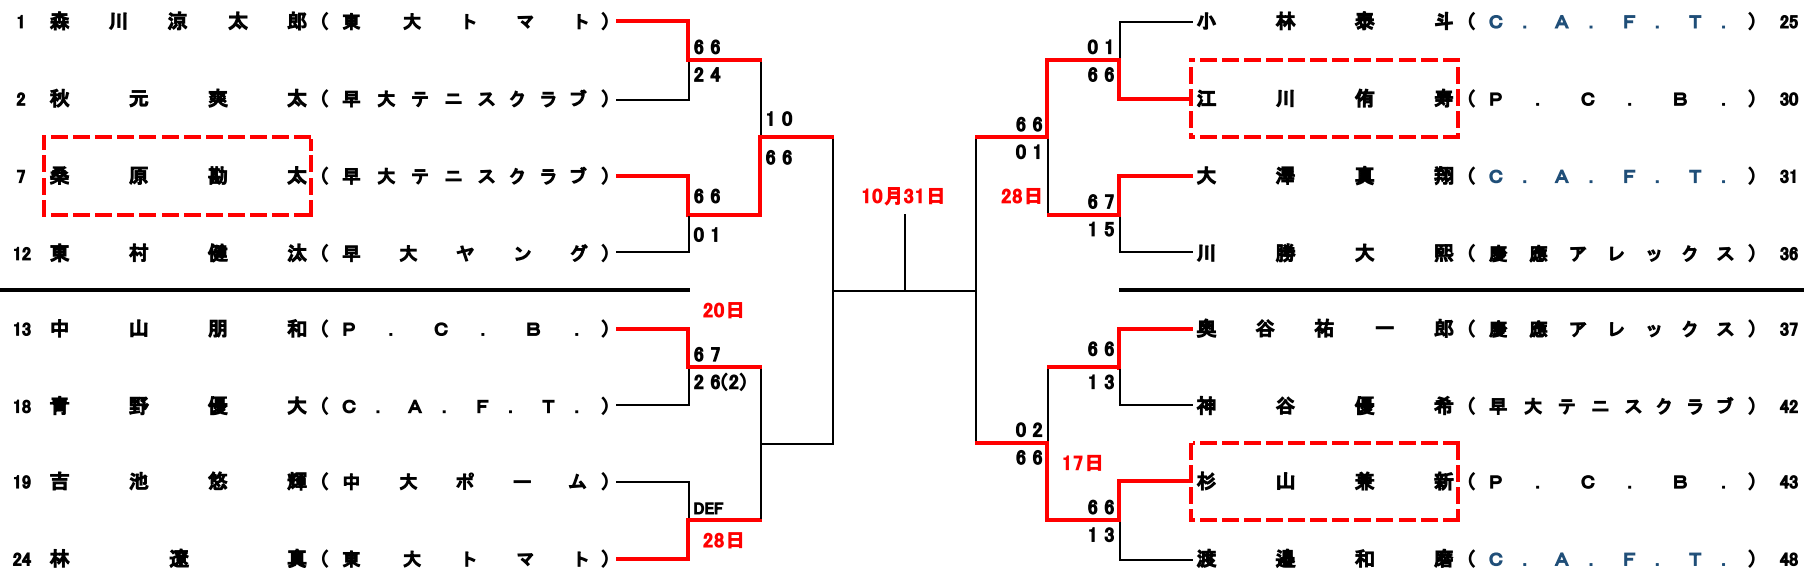 1 森川涼太郎(東大トマト)
66
24
2 秋元爽太(早大テニスクラブ)
10
66
7 桑原勘太(早大テニスクラブ)
66
01
12 東村健汰(早大ヤング)
20日
13 中山朋和(P.C.B.)
67
26(2)
18 青野優大(C.A.F.T.)
19 吉池悠輝(中大ポーム)
DEF
28日
24 林遼真(東大トマト)
10月31日
小林泰斗(C.A.F.T.) 25
01
66
江川侑寿(P.C.B.) 30
66
01
28日
大澤真翔(C.A.F.T.) 31
67
15
川勝大熙(慶應アレックス) 36
奥谷祐一郎(慶應アレックス) 37
66
13
神谷優希(早大テニスクラブ) 42
02
66
17日
杉山兼新(P.C.B.) 43
66
13
渡邉和磨(C.A.F.T.) 48